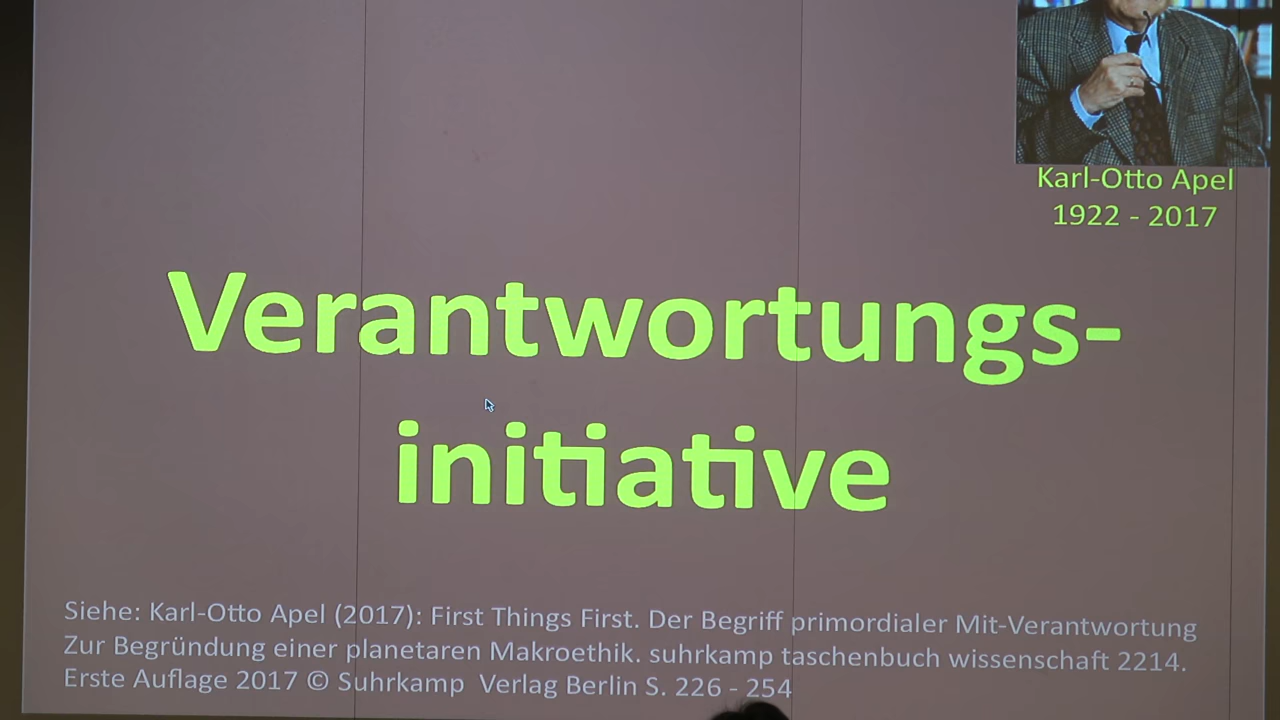 Karl-Otto Apel
1922 - 2017
Verantwortungs-
initiative
Siehe: Karl-Otto Apel (2017): First Things First. Der Begriff primordialer Mit-Verantwortung
Zur Begründung einer planetaren Makroethik. suhrkamp taschenbuch wissenschaft 2214.
Erste Auflage 2017 © Suhrkamp Verlag Berlin S. 226 - 254